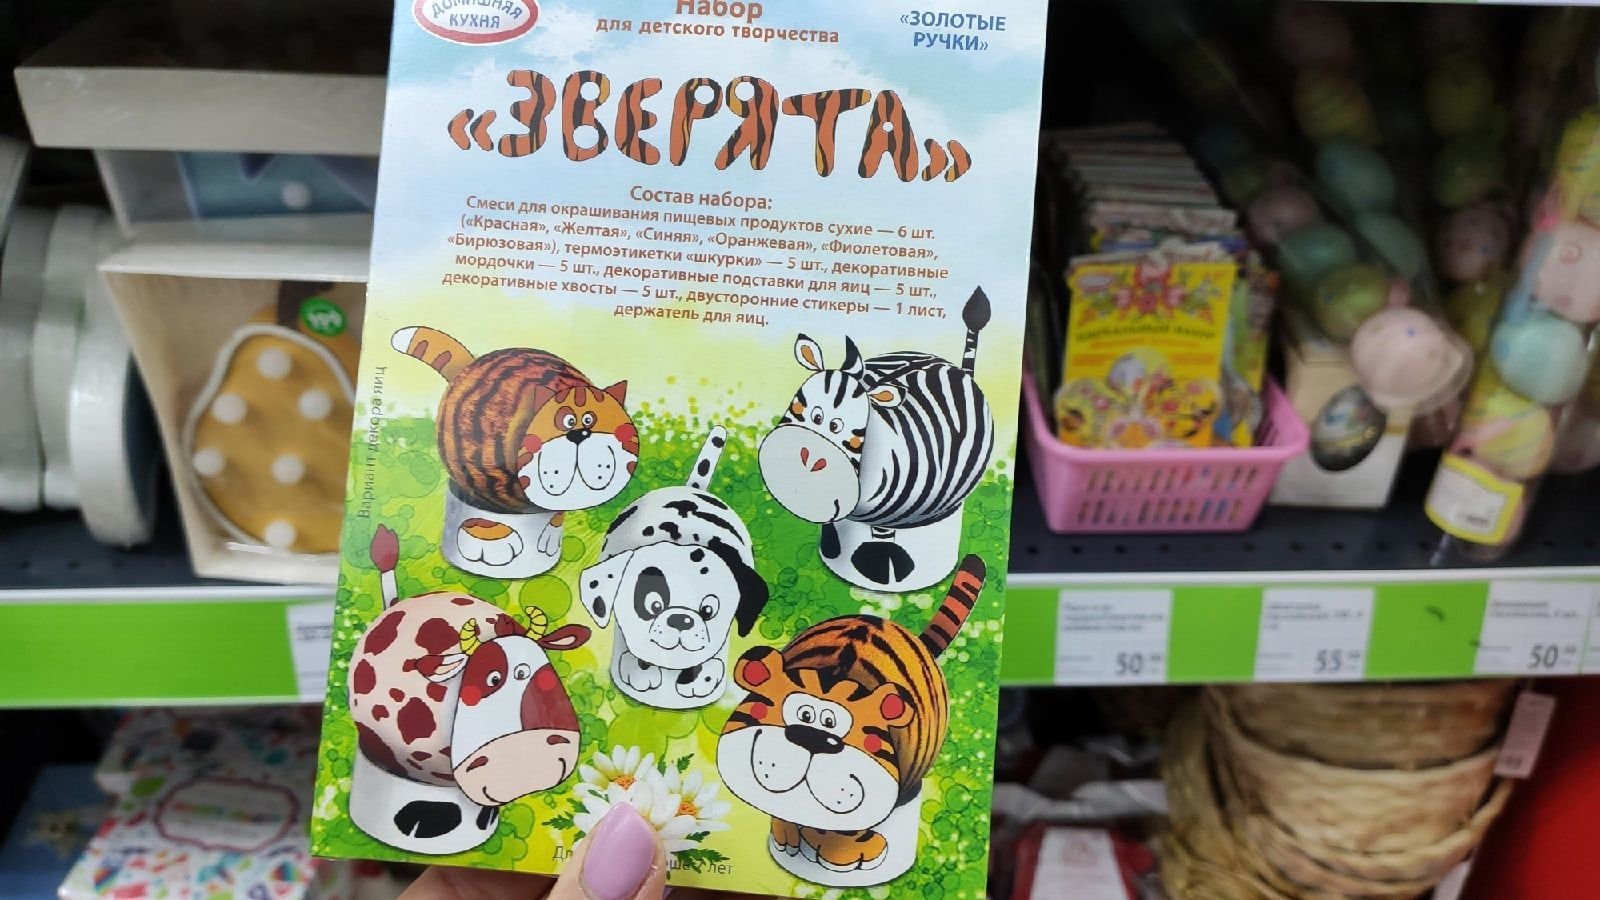 ДОМАШНЯЯ
КУХНЯ
Набор
для детского творчества
«ЗОЛОТЫЕ
РУЧКИ»
«ЗВЕРЯТА»
Состав набора:
Смеси для окрашивания пищевых продуктов сухие — 6 шт.
(«Красная», «Желтая», «Синяя», «Оранжевая», «Фиолетовая»,
«Бирюзовая»), термоэтикетки «шкурки» — 5 шт., декоративные
мордочки — 5 шт., декоративные подставки для яиц — 5 шт.,
декоративные хвосты — 5 шт., двусторонние стикеры — 1 лист,
держатель для яиц.
Вариант декора яиц
лет
50
55
50